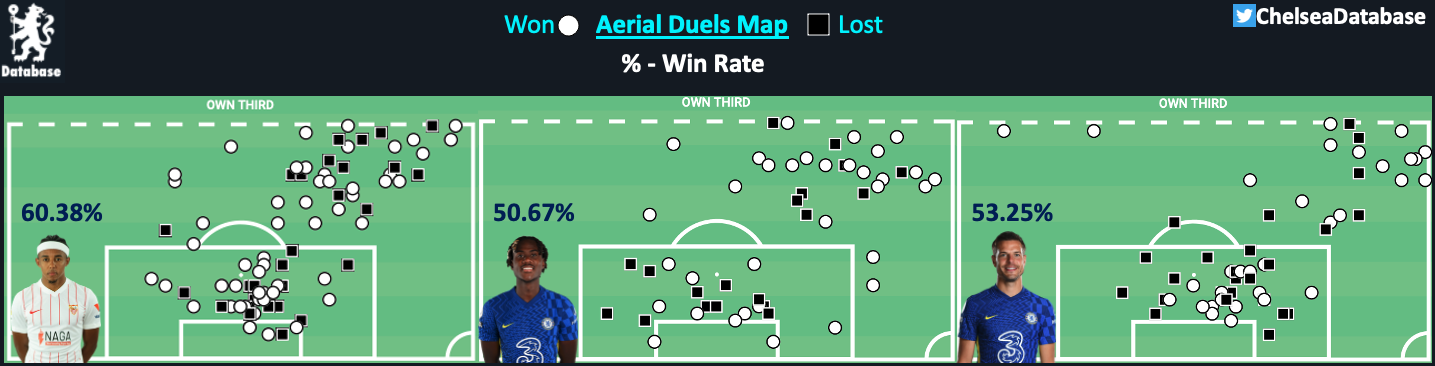 Won Aerial Duels Map Lost
% - Win Rate
ChelseaDatabase
Database
OWN THIRD
OWN THIRD
OWN THIRD
60.38%
50.67%
53.25%
NAGA
3
3